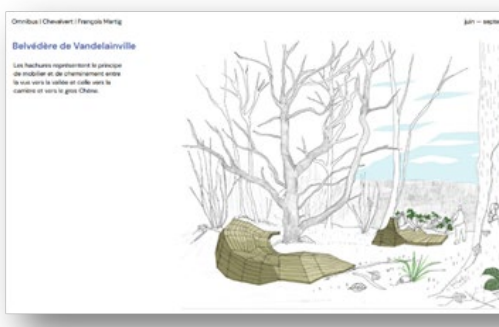 Omnibus I Chevalvert I François Martig
juin — septe
Belvédère de Vandelainville
Les hachures représentent le principe
de mobilier et de cheminement entre
la vue vers la vallée et celle vers la
carrière et vers le gros Chêne.